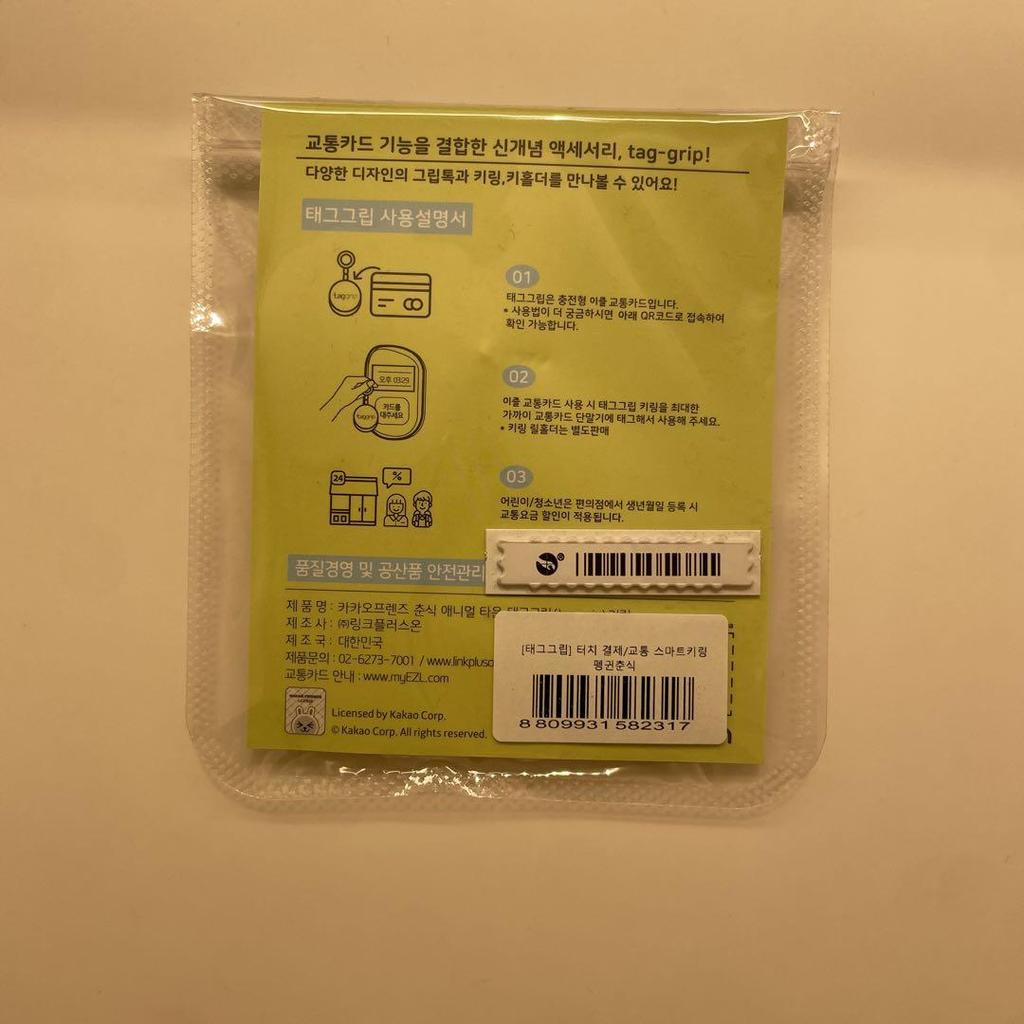 교통카드 기능을 결합한 신개념 액세서리, tag-grip!
다양한 디자인의 그립톡과 키링,키홀더를 만나볼 수 있어요!
태그그립 사용설명서
01
태그그립은 충전형 이즐 교통카드입니다.
* 사용법이 더 궁금하시면 아래 QR코드로 접속하여
확인 가능합니다.
오후 03:29
카드를
대주세요
02
이즐 교통카드 사용 시 태그그립 키링을 최대한
가까이 교통카드 단말기에 태그해서 사용해 주세요.
* 키링 릴홀더는 별도판매
24
%
03
어린이/청소년은 편의점에서 생년월일 등록 시
교통요금 할인이 적용됩니다.
품질경영 및 공산품 안전관리
제 품 명 : 카카오프렌즈 춘식 애니멀 타운
제 조 사 : ㈜링크플러스온
제 조 국 : 대한민국
제품문의 : 02-6273-7001 / www.linkpluso
교통카드 안내 : www.myEZL.com
Licensed by Kakao Corp.
© Kakao Corp. All rights reserved.
[태그그립] 터치 결제/교통 스마트키링
펭귄춘식
8 809931 582317